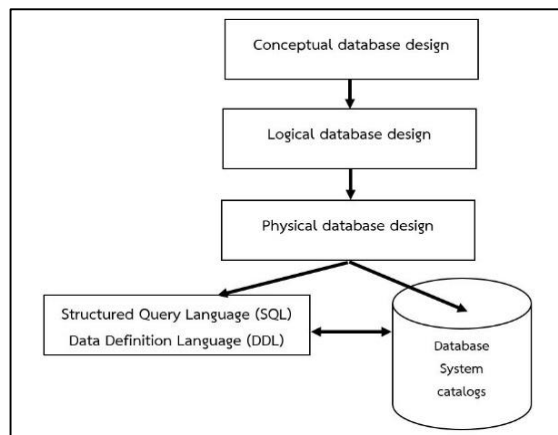 Conceptual database design
Logical database design
Physical database design
Structured Query Language (SQL)
Data Definition Language (DDL)
Database
System
catalogs